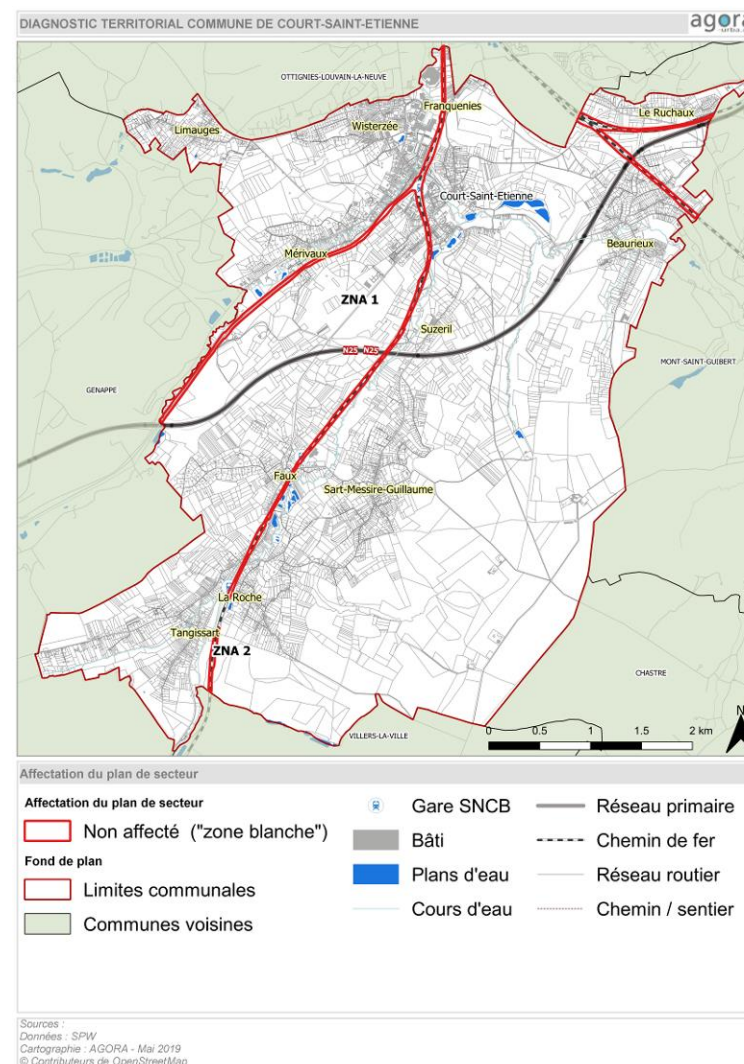 DIAGNOSTIC TERRITORIAL COMMUNE DE COURT-SAINT-ETIENNE
agora
OTTIGNIES-LOUVAIN-LA-NEUVE
Franquenies
Le Ruchaux
Limauges
Wisterzée
Court-Saint-Etienne
Beaurieux
Mérivaux
ZNA 1
Suzeril
N25 N25
MONT-SAINT-GUIBERT
GENAPPE
Faux
Sart-Messire-Guillaume
La Roche
Tangissart
ZNA 2
CHASTRE
N
VILLERS-LA-VILLE
0 0.5 1 1.5 2 km
Affectation du plan de secteur
Affectation du plan de secteur
Non affecté ("zone blanche")
Fond de plan
Limites communales
Communes voisines
Gare SNCB
Bâti
Plans d'eau
Cours d'eau
Réseau primaire
Chemin de fer
Réseau routier
Chemin / sentier
Sources :
Données : SPW
Cartographie : AGORA - Mai 2019
© Contributeurs de OpenStreetMap